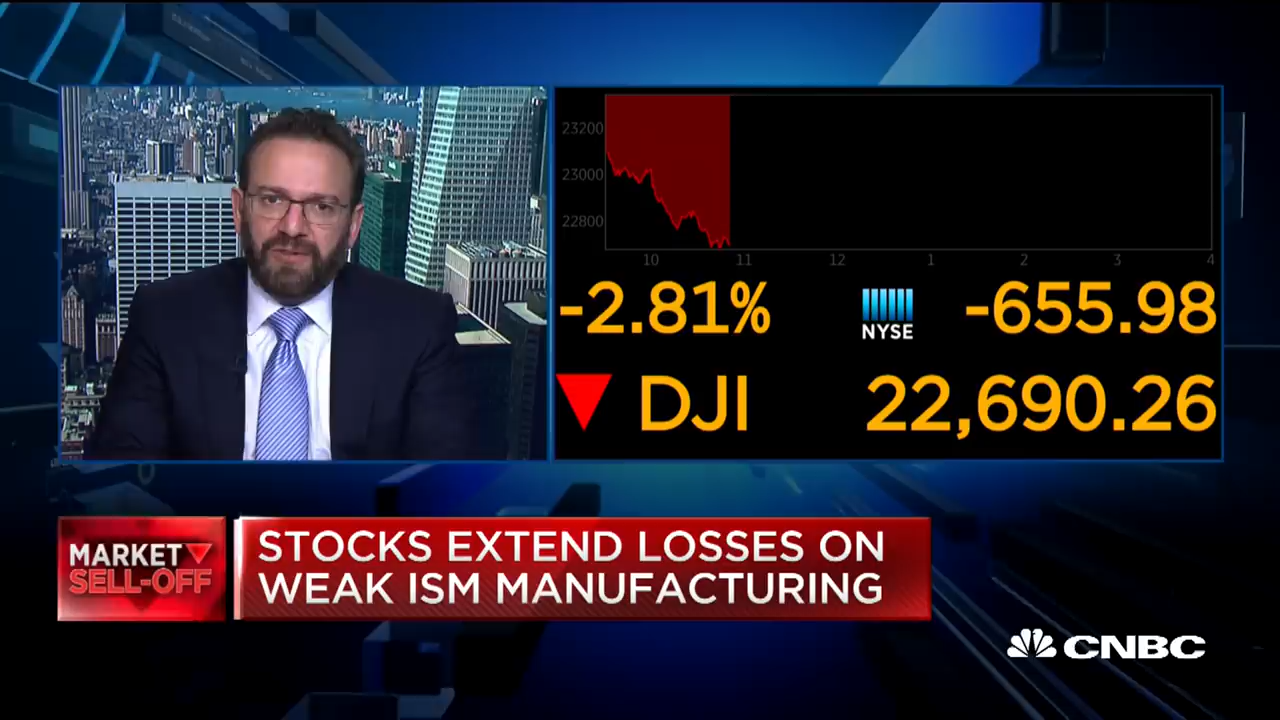 23200
23000
22800
10 11 12 1 2 3 4
-2.81% NYSE -655.98
DJI 22,690.26
MARKET
SELL-OFF
STOCKS EXTEND LOSSES ON
WEAK ISM MANUFACTURING
CNBC